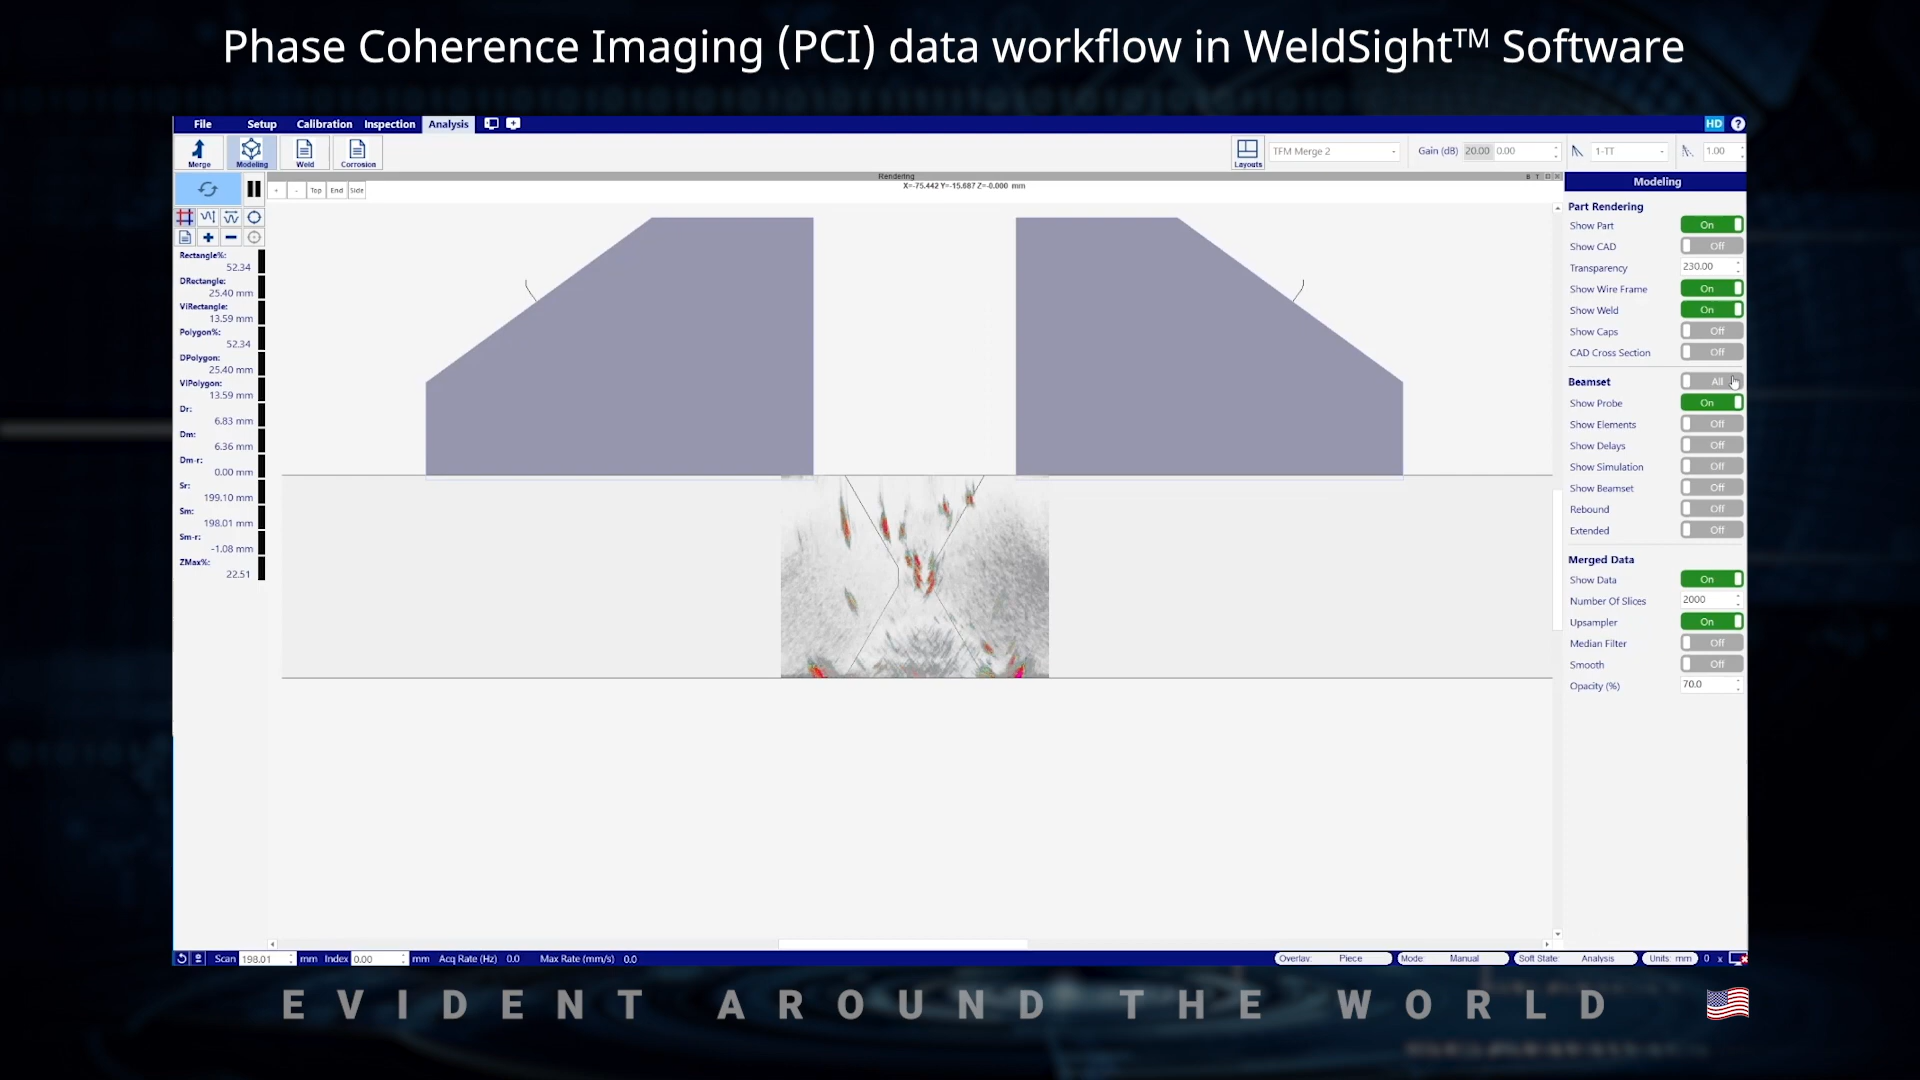 Phase Coherence Imaging (PCI) data workflow in WeldSight™ Software
File Setup Calibration Inspection Analysis HD ?
Merge Modeling Weld Corrosion Layouts TFM Merge 2 Gain (dB) 20.00 0.00 1-TT 1.00
Rendering
+ - Top End Side X=-75.442 Y=-15.687 Z=-0.000 mm
Rectangle%:
52.34
DRectangle:
25.40 mm
ViRectangle:
13.59 mm
Polygon%:
52.34
DPolygon:
25.40 mm
ViPolygon:
13.59 mm
Dr:
6.83 mm
Dm:
6.36 mm
Dm-r:
0.00 mm
Sr:
199.10 mm
Sm:
198.01 mm
Sm-r:
-1.08 mm
ZMax%:
22.51
Modeling
Part Rendering
Show Part On
Show CAD Off
Transparency 230.00
Show Wire Frame On
Show Weld On
Show Caps Off
CAD Cross Section Off
Beamset All
Show Probe On
Show Elements Off
Show Delays Off
Show Simulation Off
Show Beamset Off
Rebound Off
Extended Off
Merged Data
Show Data On
Number Of Slices 2000
Upsampler On
Median Filter Off
Smooth Off
Opacity (%) 70.0
Scan 198.01 mm Index 0.00 mm Acq Rate (Hz) 0.0 Max Rate (mm/s) 0.0 Overlay: Piece Mode: Manual Soft State: Analysis Units: mm 0 x
EVIDENT AROUND THE WORLD